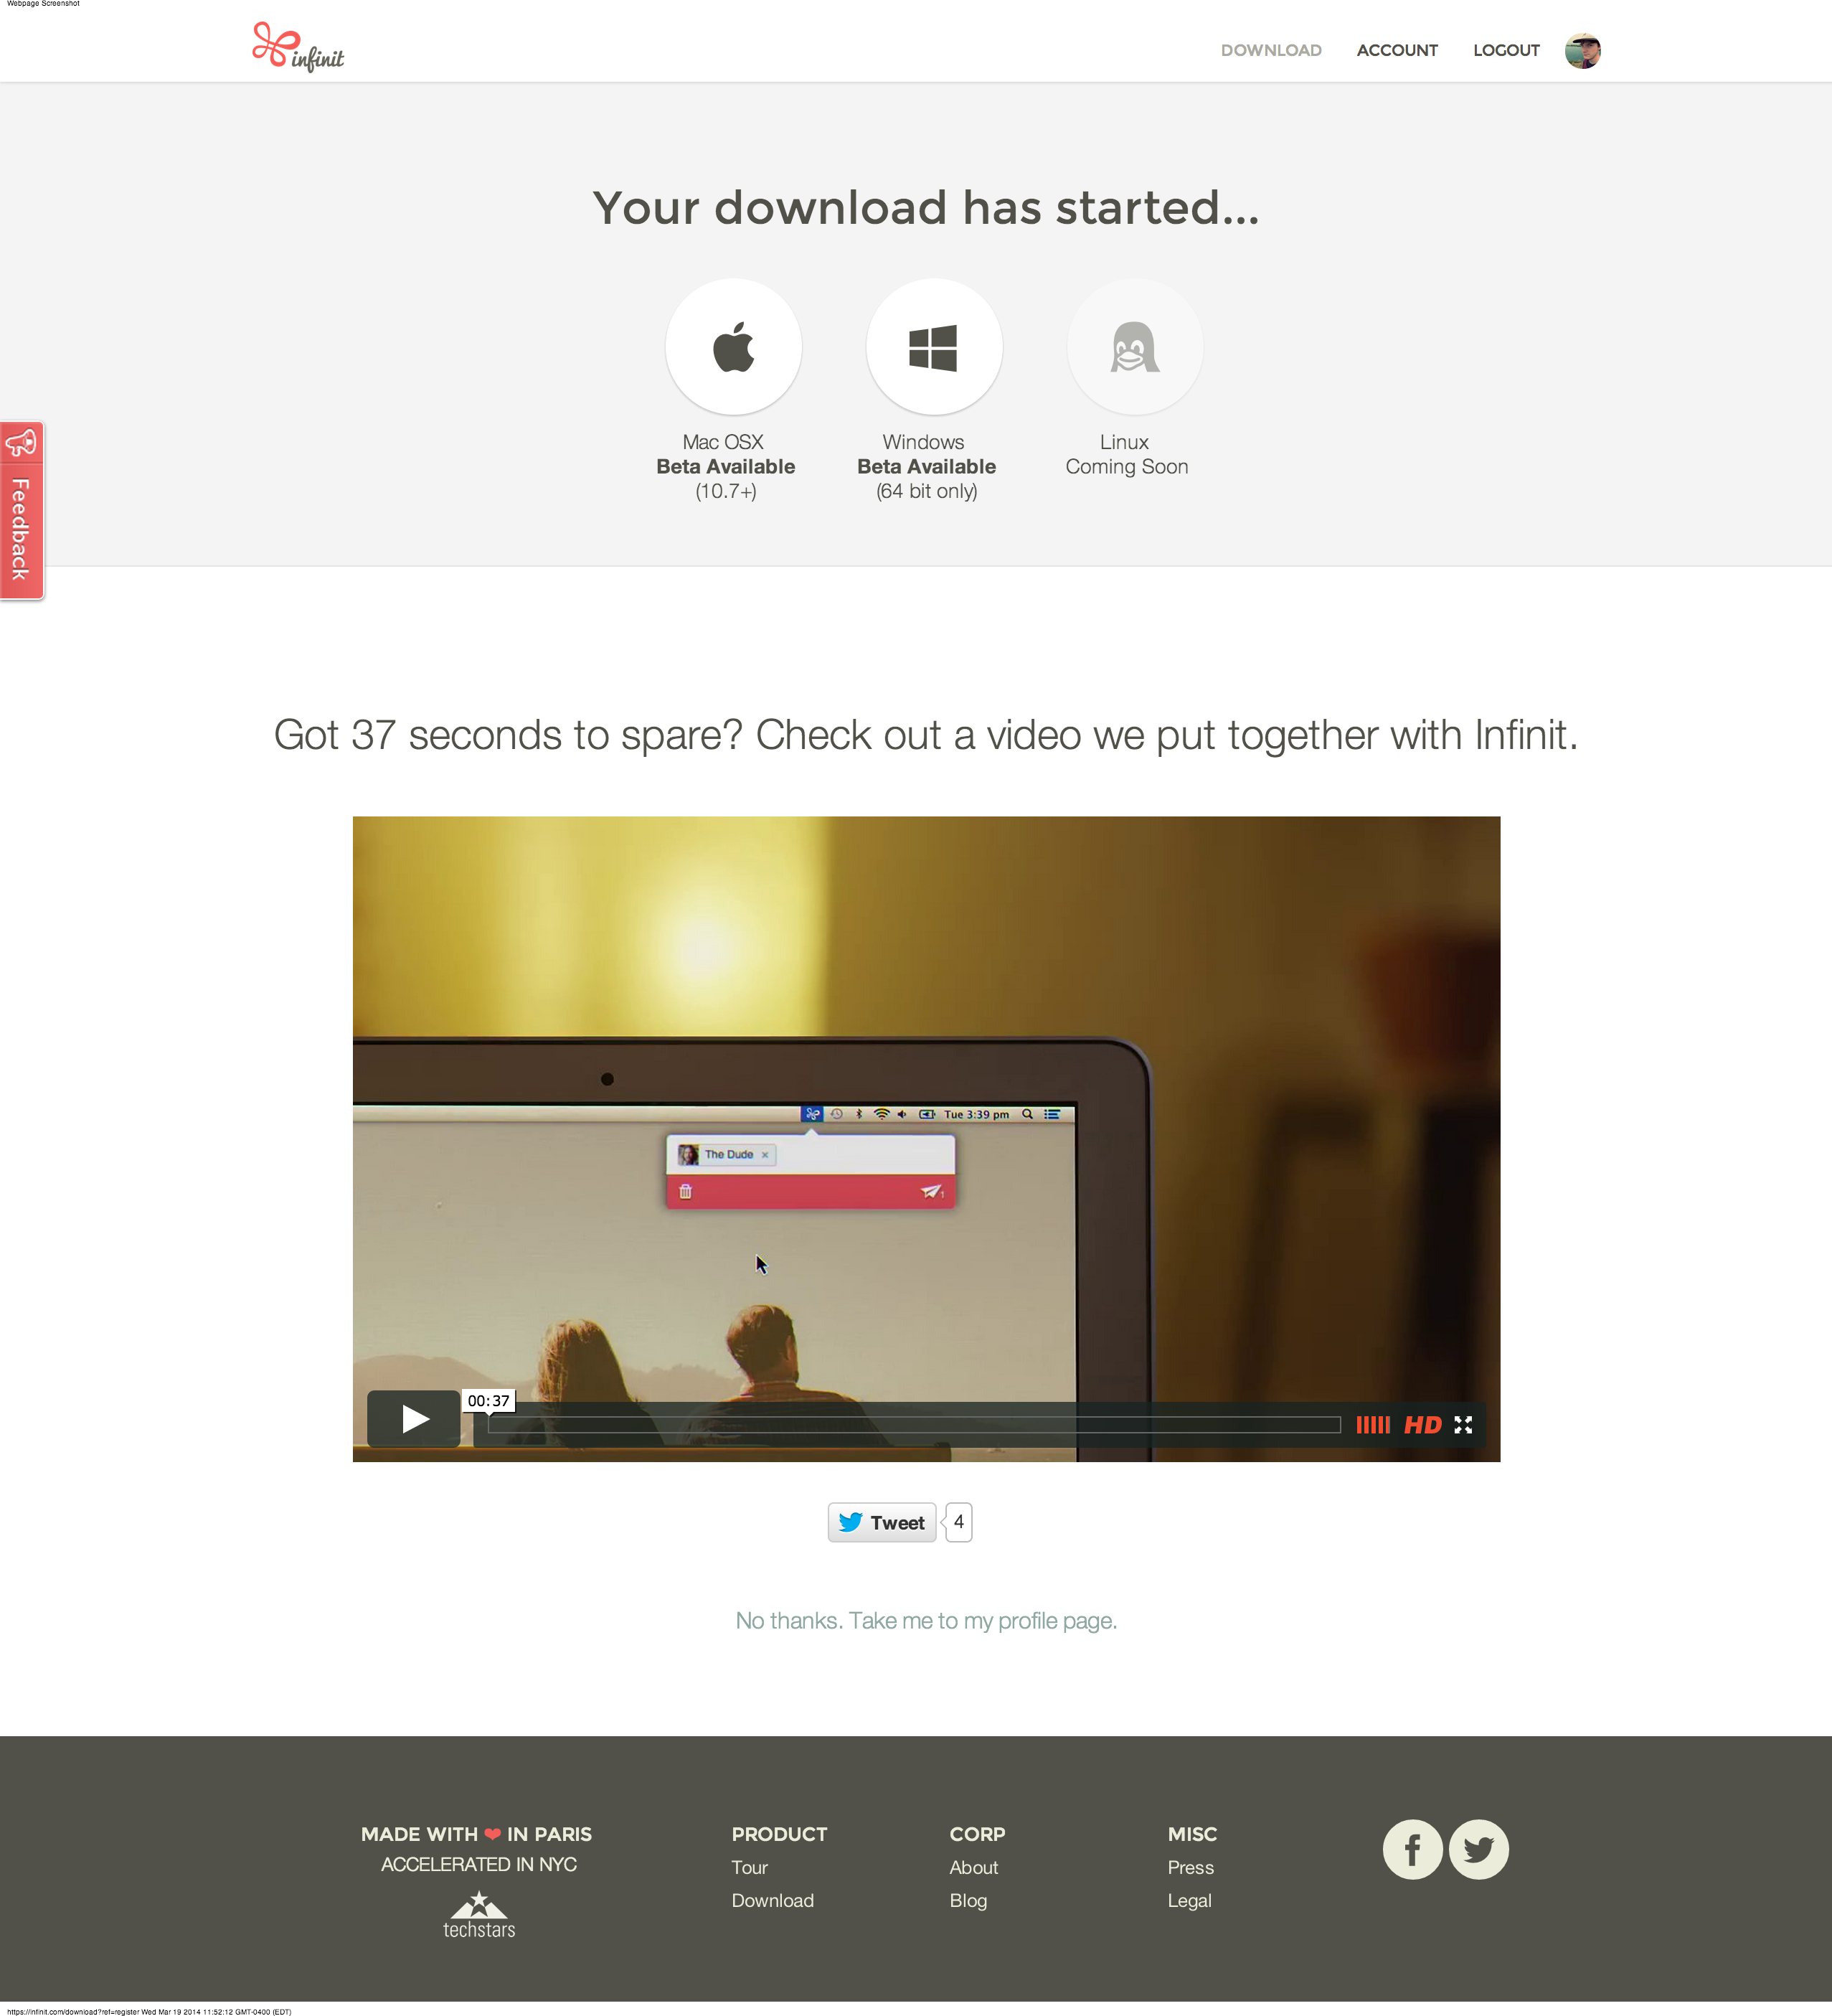 Webpage Screenshot
infinit
DOWNLOAD ACCOUNT LOGOUT
Your download has started...
Mac OSX
Beta Available
(10.7+)
Windows
Beta Available
(64 bit only)
Linux
Coming Soon
Feedback
Got 37 seconds to spare? Check out a video we put together with Infinit.
Tue 3:39 pm
The Dude ×
1
00:37
HD
Tweet 4
No thanks. Take me to my profile page.
MADE WITH ❤ IN PARIS
ACCELERATED IN NYC
techstars
PRODUCT
Tour
Download
CORP
About
Blog
MISC
Press
Legal
https://infinit.com/download?ref=register Wed Mar 19 2014 11:52:12 GMT-0400 (EDT)